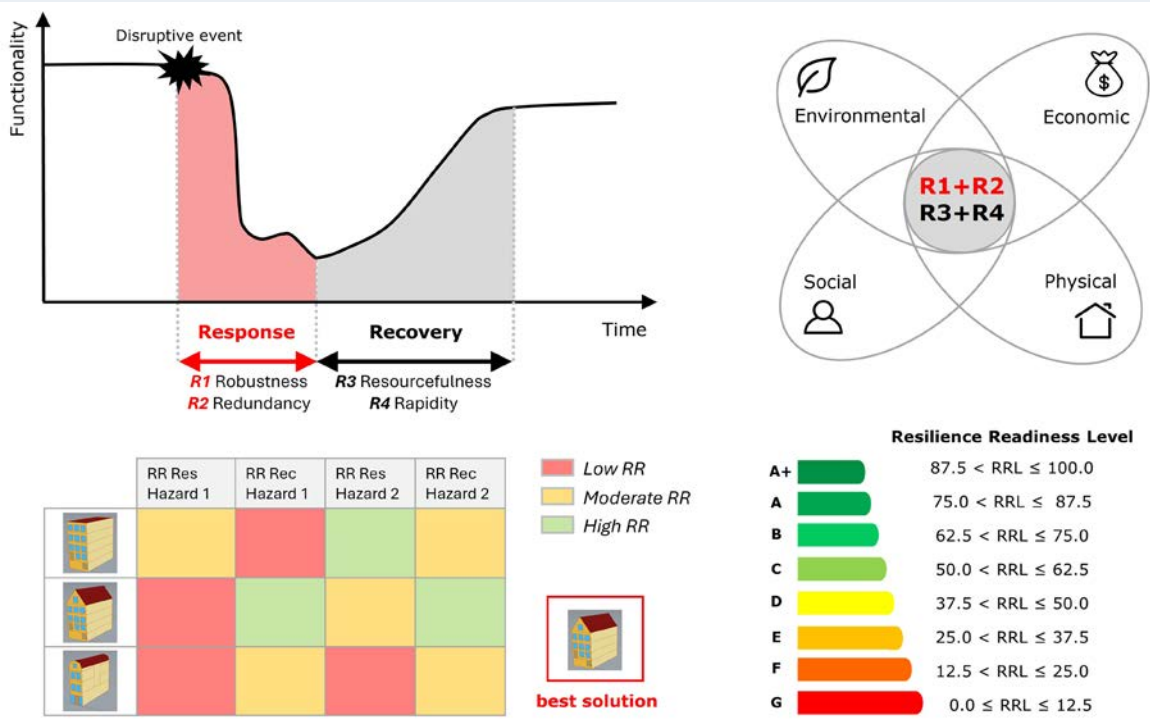 Functionality
Disruptive event
Time
Response
Recovery
R1 Robustness
R2 Redundancy
R3 Resourcefulness
R4 Rapidity
Environmental
Economic
$
R1+R2
R3+R4
Social
Physical
RR Res
Hazard 1
RR Rec
Hazard 1
RR Res
Hazard 2
RR Rec
Hazard 2
Low RR
Moderate RR
High RR
best solution
Resilience Readiness Level
A+ 87.5 < RRL ≤ 100.0
A 75.0 < RRL ≤ 87.5
B 62.5 < RRL ≤ 75.0
C 50.0 < RRL ≤ 62.5
D 37.5 < RRL ≤ 50.0
E 25.0 < RRL ≤ 37.5
F 12.5 < RRL ≤ 25.0
G 0.0 ≤ RRL ≤ 12.5